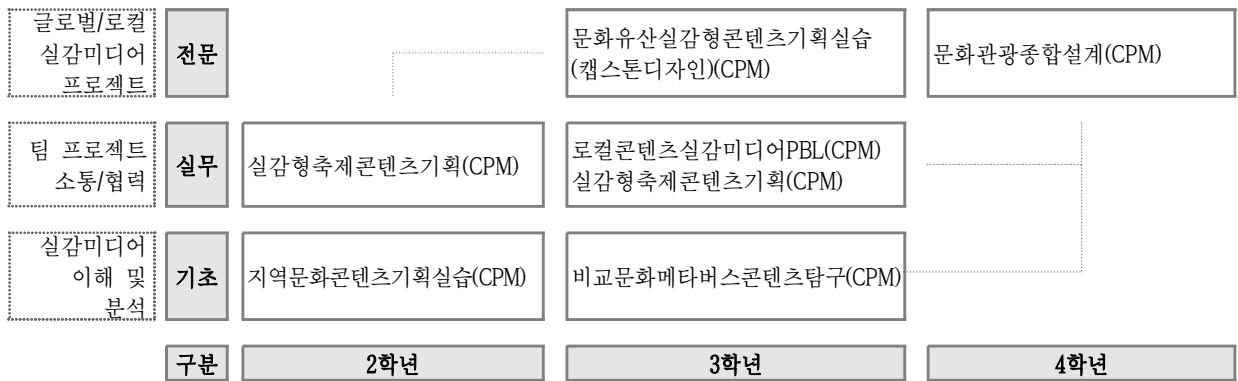 글로벌/로컬
실감미디어
프로젝트
전문
문화유산실감형콘텐츠기획실습
(캡스톤디자인)(CPM)
문화관광종합설계(CPM)
팀 프로젝트
소통/협력
실무
실감형축제콘텐츠기획(CPM)
로컬콘텐츠실감미디어PBL(CPM)
실감형축제콘텐츠기획(CPM)
실감미디어
이해 및
분석
기초
지역문화콘텐츠기획실습(CPM)
비교문화메타버스콘텐츠탐구(CPM)
구분
2학년
3학년
4학년